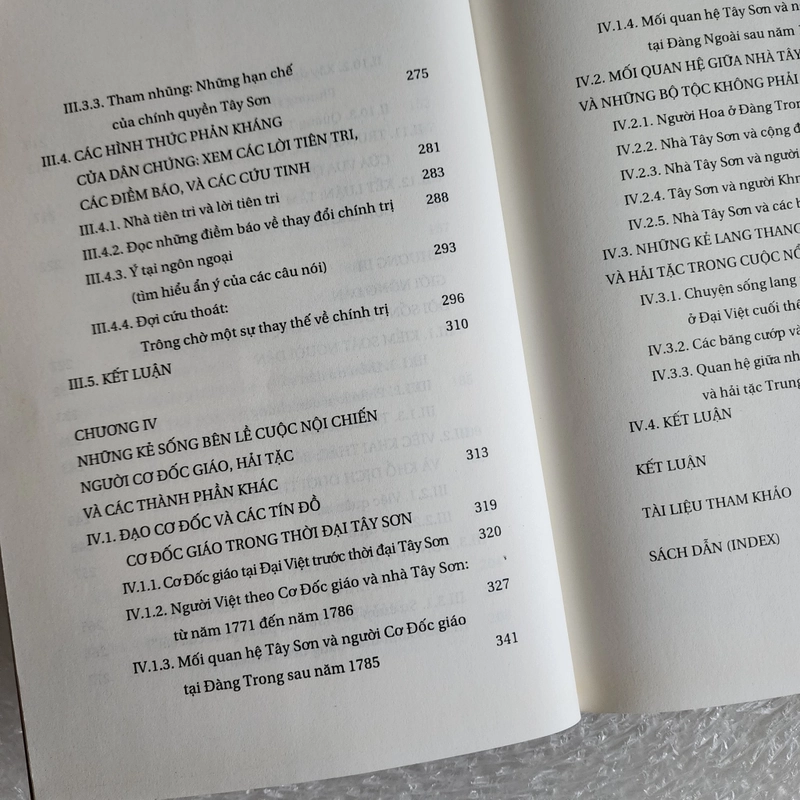 III.3.3. Tham nhũng: Những hạn chế
của chính quyền Tây Sơn 275
III.4. CÁC HÌNH THỨC PHẢN KHÁNG
CỦA DÂN CHÚNG: XEM CÁC LỜI TIÊN TRI,
CÁC ĐIỀM BÁO, VÀ CÁC CỨU TINH 281
III.4.1. Nhà tiên tri và lời tiên tri 283
III.4.2. Đọc những điềm báo về thay đổi chính trị 288
III.4.3. Ý tại ngôn ngoại
(tìm hiểu ẩn ý của các câu nói) 293
III.4.4. Đợi cứu thoát:
Trông chờ một sự thay thế về chính trị 296
III.5. KẾT LUẬN 310
CHƯƠNG IV
NHỮNG KẺ SỐNG BÊN LỀ CUỘC NỘI CHIẾN
NGƯỜI CƠ ĐỐC GIÁO, HẢI TẶC
VÀ CÁC THÀNH PHẦN KHÁC 313
IV.1. ĐẠO CƠ ĐỐC VÀ CÁC TÍN ĐỒ
CƠ ĐỐC GIÁO TRONG THỜI ĐẠI TÂY SƠN 319
IV.1.1. Cơ Đốc giáo tại Đại Việt trước thời đại Tây Sơn 320
IV.1.2. Người Việt theo Cơ Đốc giáo và nhà Tây Sơn:
từ năm 1771 đến năm 1786 327
IV.1.3. Mối quan hệ Tây Sơn và người Cơ Đốc giáo
tại Đàng Trong sau năm 1785 341
IV.1.4. Mối quan hệ Tây Sơn và
tại Đàng Ngoài sau năm
IV.2. MỐI QUAN HỆ GIỮA NHÀ TÂY
VÀ NHỮNG BỘ TỘC KHÔNG PHẢI
IV.2.1. Người Hoa ở Đàng Trong
IV.2.2. Nhà Tây Sơn và cộng đ
IV.2.3. Nhà Tây Sơn và người
IV.2.4. Tây Sơn và người Khm
IV.2.5. Nhà Tây Sơn và các b
IV.3. NHỮNG KẺ LANG THANG
VÀ HẢI TẶC TRONG CUỘC NỔ
IV.3.1. Chuyện sống lang
ở Đại Việt cuối thế
IV.3.2. Các băng cướp và
IV.3.3. Quan hệ giữa nh
và hải tặc Trung
IV.4. KẾT LUẬN
KẾT LUẬN
TÀI LIỆU THAM KHẢO
SÁCH DẪN (INDEX)